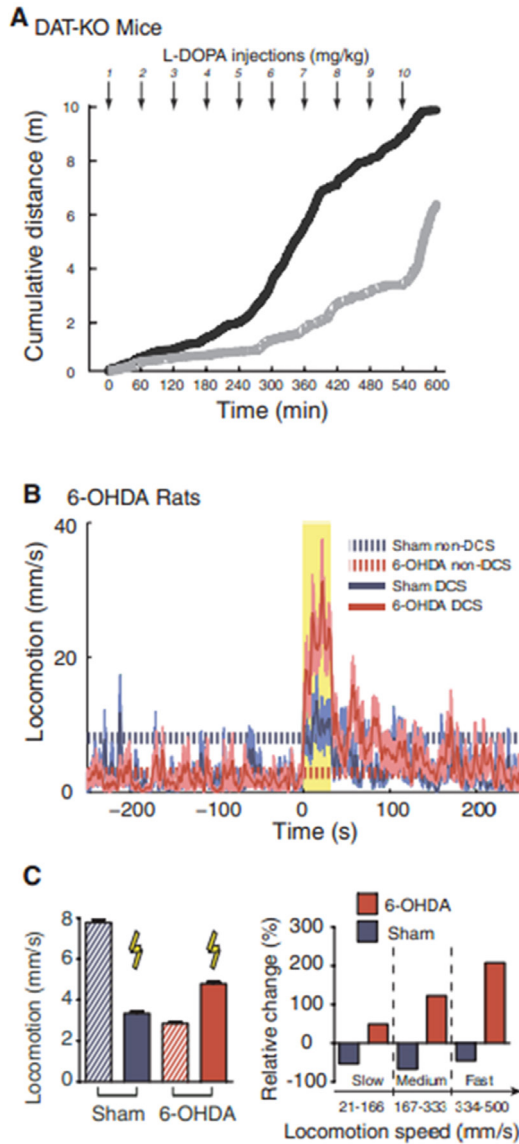 A DAT-KO Mice
L-DOPA injections (mg/kg)
1 2 3 4 5 6 7 8 9 10
Cumulative distance (m)
10
8
6
4
2
0
0 60 120 180 240 300 360 420 480 540 600
Time (min)
B 6-OHDA Rats
Locomotion (mm/s)
40
20
0
Sham non-DCS
6-OHDA non-DCS
Sham DCS
6-OHDA DCS
−200 −100 0 100 200
Time (s)
C
Locomotion (mm/s)
8
6
4
2
0
Sham 6-OHDA
6-OHDA
Sham
Relative change (%)
300
200
100
0
-100
Slow Medium Fast
21-166 167-333 334-500
Locomotion speed (mm/s)